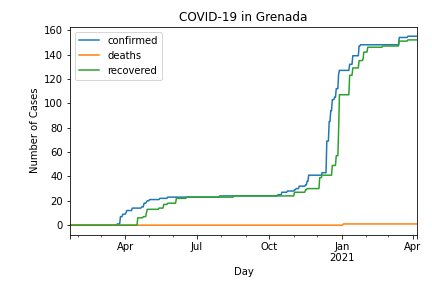 COVID-19 in Grenada
confirmed
deaths
recovered
Number of Cases
160
140
120
100
80
60
40
20
0
Apr Jul Oct Jan Apr
2021
Day